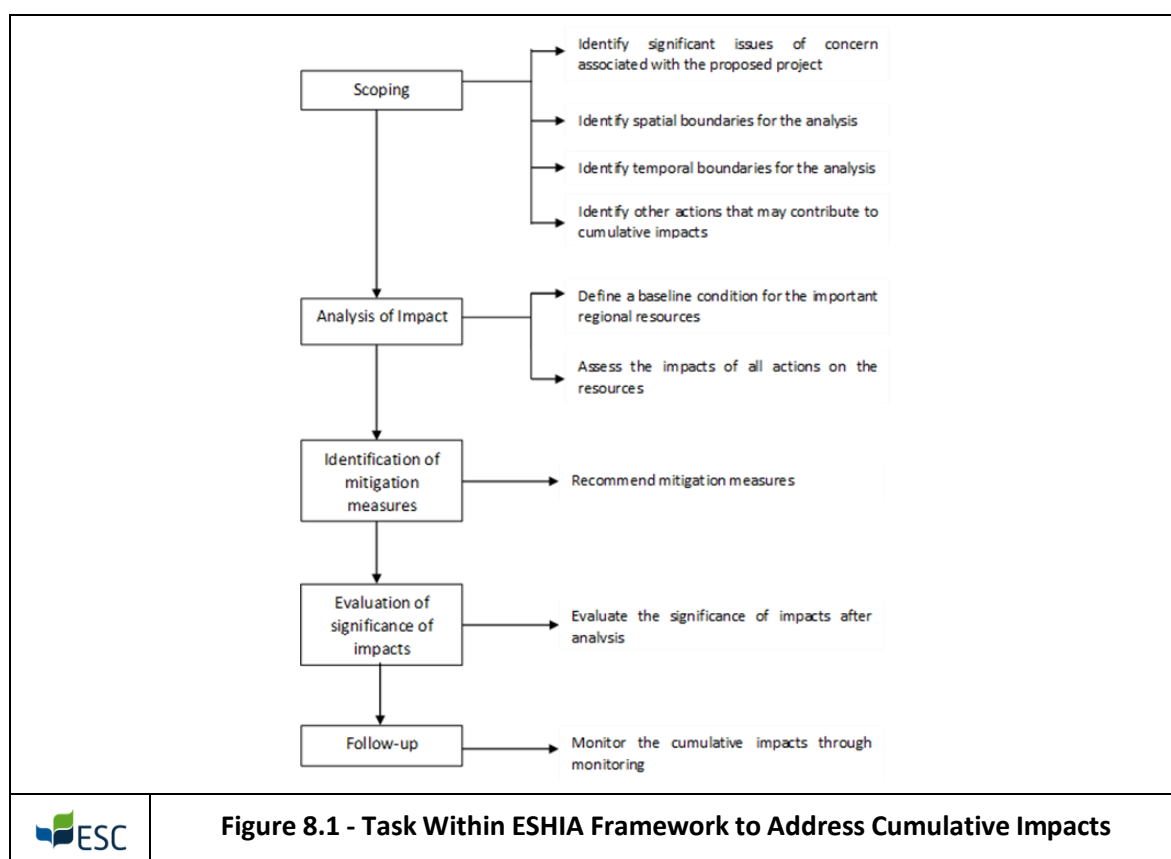 Scoping
Identify significant issues of concern
associated with the proposed project
Identify spatial boundaries for the analysis
Identify temporal boundaries for the analysis
Identify other actions that may contribute to
cumulative impacts
Analysis of Impact
Define a baseline condition for the important
regional resources
Assess the impacts of all actions on the
resources
Identification of
mitigation
measures
Recommend mitigation measures
Evaluation of
significance of
impacts
Evaluate the significance of impacts after
analysis
Follow-up
Monitor the cumulative impacts through
monitoring
ESC
Figure 8.1 - Task Within ESHIA Framework to Address Cumulative Impacts